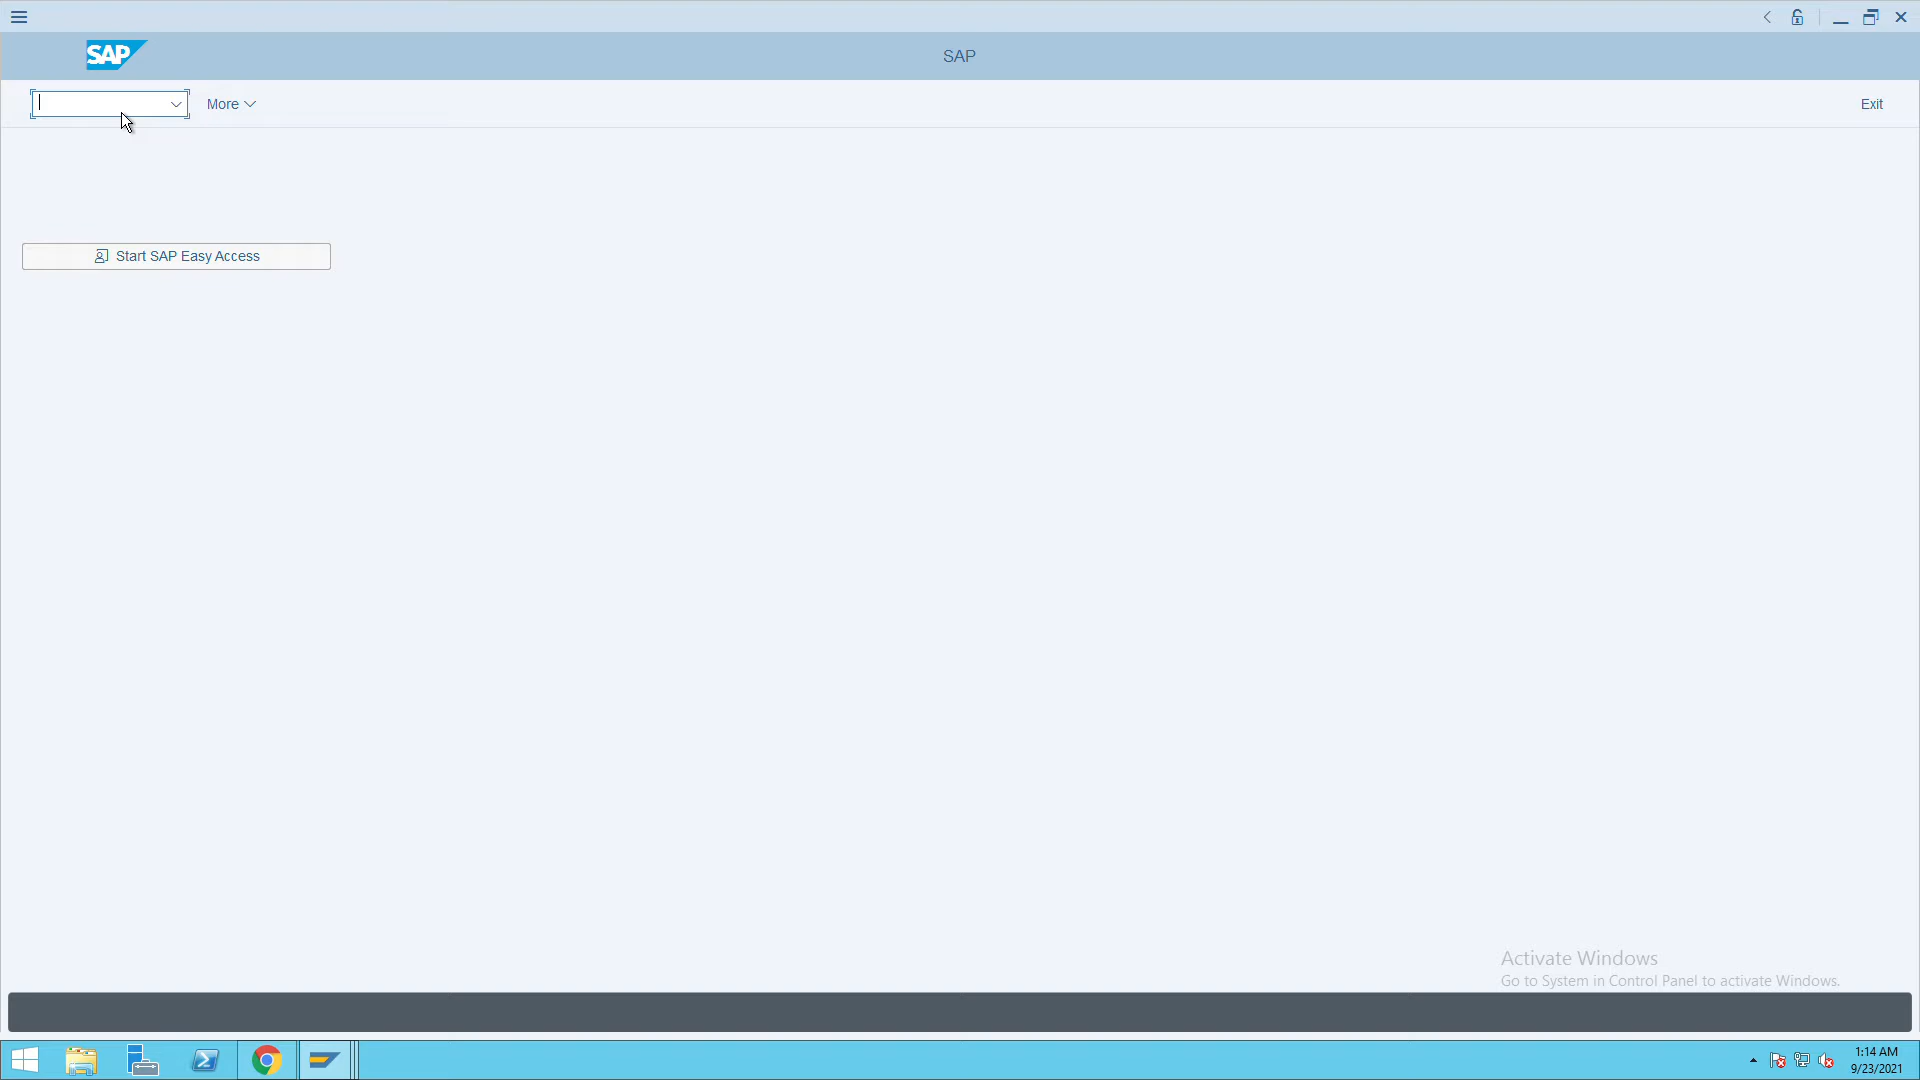 SAP
SAP
More
Exit
Start SAP Easy Access
Activate Windows
Go to System in Control Panel to activate Windows.
1:14 AM
9/23/2021